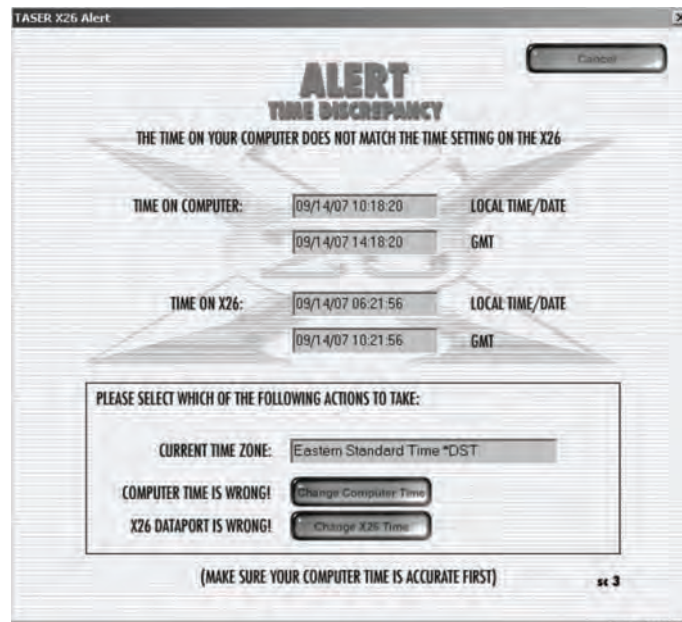 TASER X26 Alert
Cancel
ALERT
TIME DISCREPANCY
THE TIME ON YOUR COMPUTER DOES NOT MATCH THE TIME SETTING ON THE X26
TIME ON COMPUTER: 09/14/07 10:18:20 LOCAL TIME/DATE
09/14/07 14:18:20 GMT
TIME ON X26: 09/14/07 06:21:56 LOCAL TIME/DATE
09/14/07 10:21:56 GMT
PLEASE SELECT WHICH OF THE FOLLOWING ACTIONS TO TAKE:
CURRENT TIME ZONE: Eastern Standard Time *DST
COMPUTER TIME IS WRONG! Change Computer Time
X26 DATAPORT IS WRONG! Change X26 Time
(MAKE SURE YOUR COMPUTER TIME IS ACCURATE FIRST) sc 3